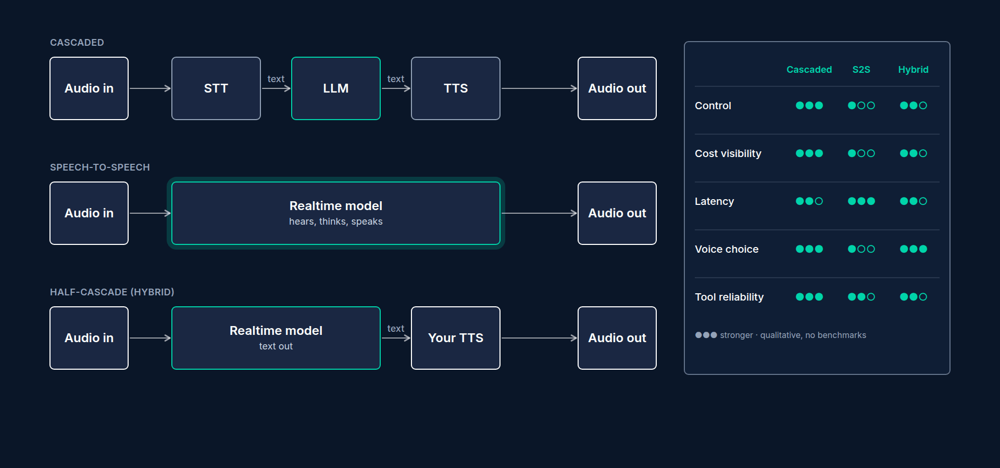 CASCADED
Audio in
STT
text
LLM
text
TTS
Audio out
SPEECH-TO-SPEECH
Audio in
Realtime model
hears, thinks, speaks
Audio out
HALF-CASCADE (HYBRID)
Audio in
Realtime model
text out
text
Your TTS
Audio out
Cascaded S2S Hybrid
Control ●●● ●○○ ●●○
Cost visibility ●●● ●○○ ●●○
Latency ●●○ ●●● ●●○
Voice choice ●●● ●○○ ●●●
Tool reliability ●●● ●●○ ●●○
●●● stronger · qualitative, no benchmarks